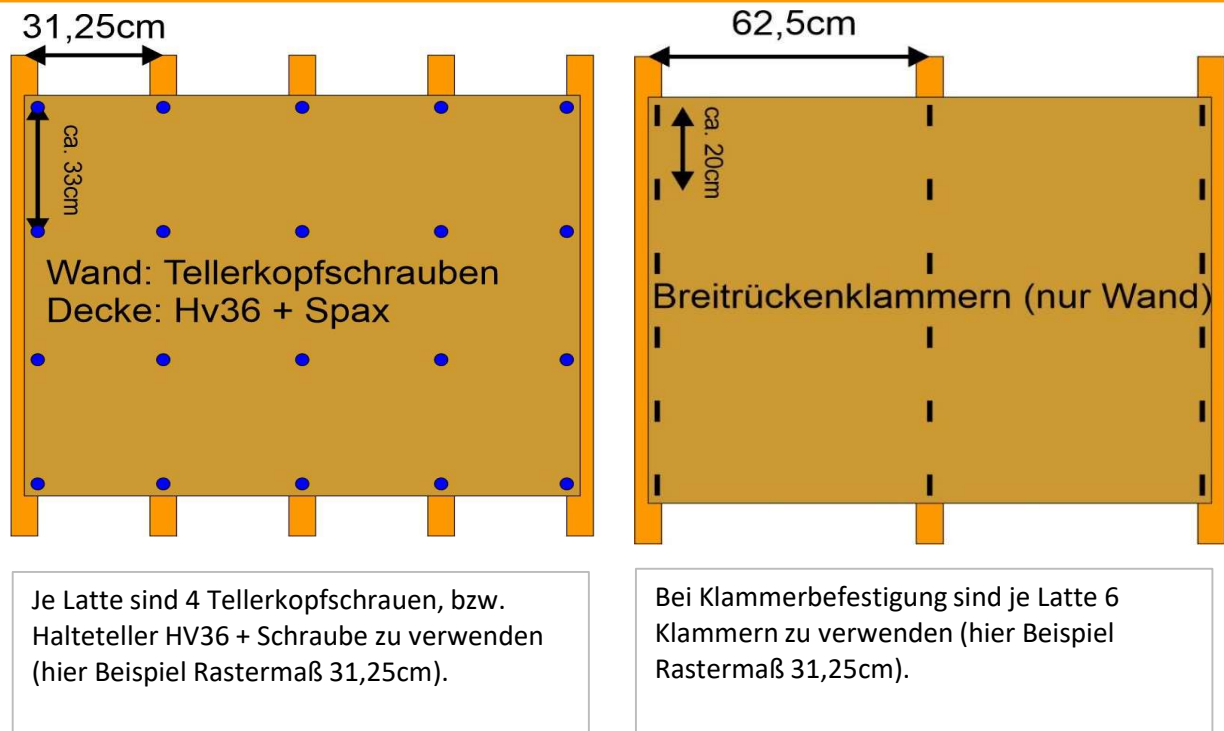 31,25cm
ca. 33cm
Wand: Tellerkopfschrauben
Decke: Hv36 + Spax
Je Latte sind 4 Tellerkopfschrauen, bzw.
Halteteller HV36 + Schraube zu verwenden
(hier Beispiel Rastermaß 31,25cm).
62,5cm
ca. 20cm
Breitrückenklammern (nur Wand)
Bei Klammerbefestigung sind je Latte 6
Klammern zu verwenden (hier Beispiel
Rastermaß 31,25cm).